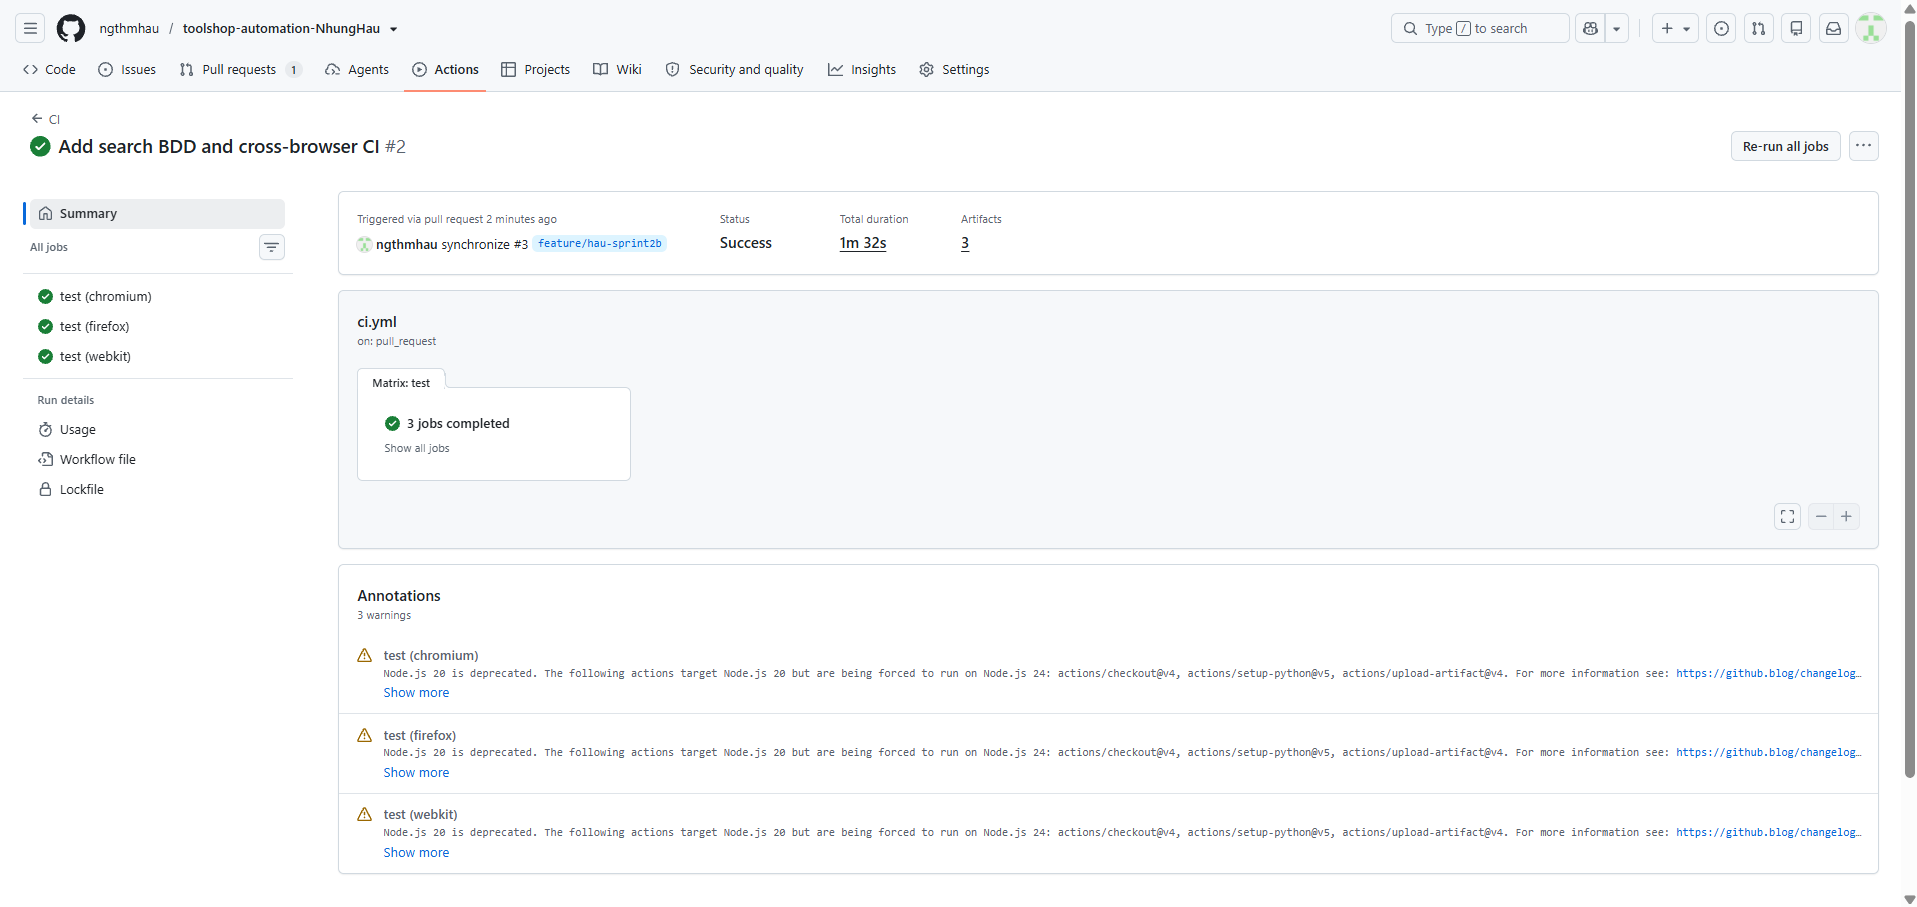 ngthmhau / toolshop-automation-NhungHau
Type / to search
Code
Issues
Pull requests 1
Agents
Actions
Projects
Wiki
Security and quality
Insights
Settings
CI
Add search BDD and cross-browser CI #2
Re-run all jobs
Summary
All jobs
test (chromium)
test (firefox)
test (webkit)
Run details
Usage
Workflow file
Lockfile
Triggered via pull request 2 minutes ago
ngthmhau synchronize #3 feature/hau-sprint2b
Status
Success
Total duration
1m 32s
Artifacts
3
ci.yml
on: pull_request
Matrix: test
3 jobs completed
Show all jobs
Annotations
3 warnings
test (chromium)
Node.js 20 is deprecated. The following actions target Node.js 20 but are being forced to run on Node.js 24: actions/checkout@v4, actions/setup-python@v5, actions/upload-artifact@v4. For more information see: https://github.blog/changelog…
Show more
test (firefox)
Node.js 20 is deprecated. The following actions target Node.js 20 but are being forced to run on Node.js 24: actions/checkout@v4, actions/setup-python@v5, actions/upload-artifact@v4. For more information see: https://github.blog/changelog…
Show more
test (webkit)
Node.js 20 is deprecated. The following actions target Node.js 20 but are being forced to run on Node.js 24: actions/checkout@v4, actions/setup-python@v5, actions/upload-artifact@v4. For more information see: https://github.blog/changelog…
Show more